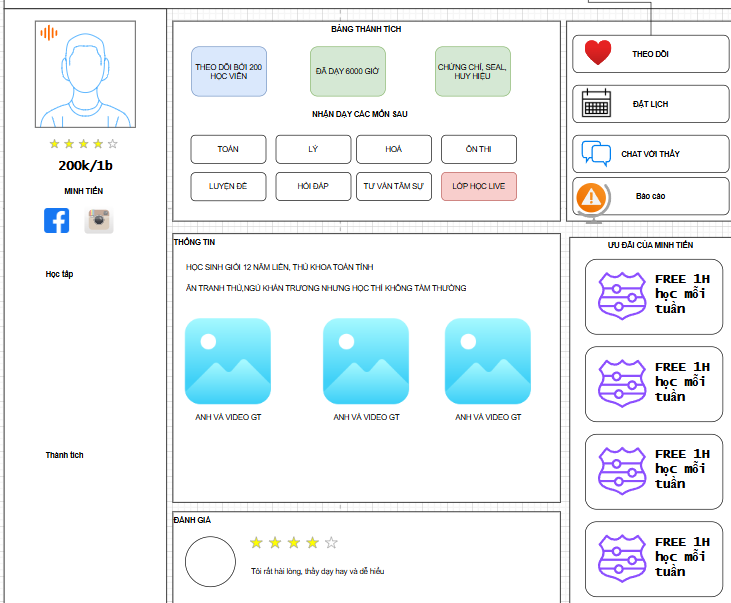 200k/1b
MINH TIẾN
Học tấp
Thành tích
BẢNG THÀNH TÍCH
THEO DÕI BỞI 200
HỌC VIÊN
ĐÃ DẠY 6000 GIỜ
CHỨNG CHỈ, SEAL,
HUY HIỆU
NHẬN DẠY CÁC MÔN SAU
TOÁN
LÝ
HOÁ
ÔN THI
LUYỆN ĐỀ
HỎI ĐÁP
TƯ VẤN TÂM SỰ
LỚP HỌC LIVE
THÔNG TIN
HỌC SINH GIỎI 12 NĂM LIỀN, THỦ KHOA TOÀN TỈNH
ĂN TRANH THỦ,NGỦ KHẨN TRƯƠNG NHƯNG HỌC THÌ KHÔNG TẦM THƯỜNG
ẢNH VÀ VIDEO GT
ẢNH VÀ VIDEO GT
ẢNH VÀ VIDEO GT
ĐÁNH GIÁ
Tôi rất hài lòng, thầy dạy hay và dễ hiểu
THEO DÕI
ĐẶT LỊCH
CHAT VỚI THẦY
Báo cáo
ƯU ĐÃI CỦA MINH TIẾN
FREE 1H
học mỗi
tuần
FREE 1H
học mỗi
tuần
FREE 1H
học mỗi
tuần
FREE 1H
học mỗi
tuần